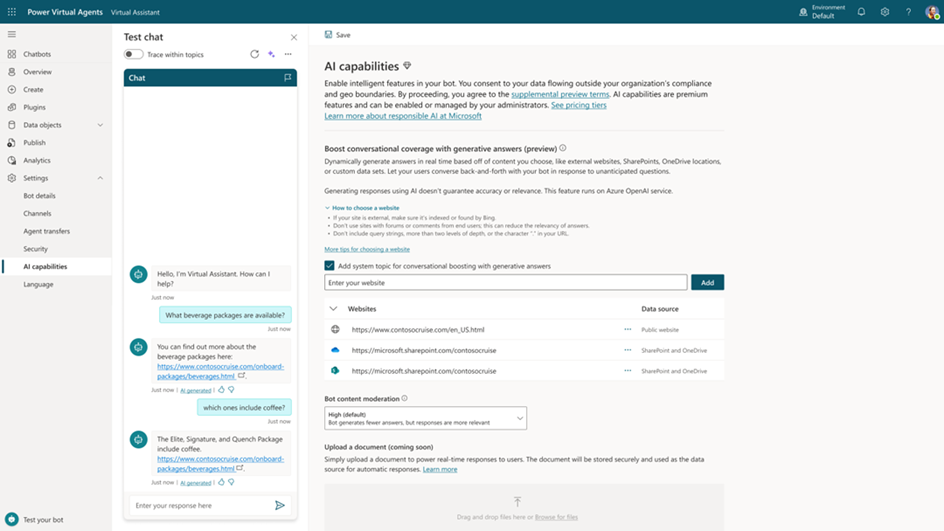 Power Virtual Agents Virtual Assistant
Environment
Default
?
Chatbots
Overview
Create
Plugins
Data objects
Publish
Analytics
Settings
Bot details
Channels
Agent transfers
Security
AI capabilities
Language
Test your bot
Test chat
Trace within topics
Chat
Hello, I'm Virtual Assistant. How can I
help?
Just now
What beverage packages are available?
Just now
You can find out more about the
beverage packages here:
https://www.contosocruise.com/onboard-
packages/beverages.html
Just now | AI generated
which ones include coffee?
Just now
The Elite, Signature, and Quench Package
include coffee.
https://www.contosocruise.com/onboard-
packages/beverages.html
Just now | AI generated
Enter your response here
Save
AI capabilities
Enable intelligent features in your bot. You consent to your data flowing outside your organization's compliance
and geo boundaries. By proceeding, you agree to the supplemental preview terms. AI capabilities are premium
features and can be enabled or managed by your administrators. See pricing tiers
Learn more about responsible AI at Microsoft
Boost conversational coverage with generative answers (preview)
Dynamically generate answers in real time based off of content you choose, like external websites, SharePoints, OneDrive locations,
or custom data sets. Let your users converse back-and-forth with your bot in response to unanticipated questions.
Generating responses using AI doesn't guarantee accuracy or relevance. This feature runs on Azure OpenAI service.
How to choose a website
• If your site is external, make sure it's indexed or found by Bing.
• Don't use sites with forums or comments from end users; this can reduce the relevancy of answers.
• Don't include query strings, more than two levels of depth, or the character "." in your URL.
More tips for choosing a website
Add system topic for conversational boosting with generative answers
Enter your website
Add
Websites Data source
https://www.contosocruise.com/en_US.html Public website
https://microsoft.sharepoint.com/contosocruise SharePoint and OneDrive
https://microsoft.sharepoint.com/contosocruise SharePoint and OneDrive
Bot content moderation
High (default)
Bot generates fewer answers, but responses are more relevant
Upload a document (coming soon)
Simply upload a document to power real-time responses to users. The document will be stored securely and used as the data
source for automatic responses. Learn more
Drag and drop files here or Browse for files